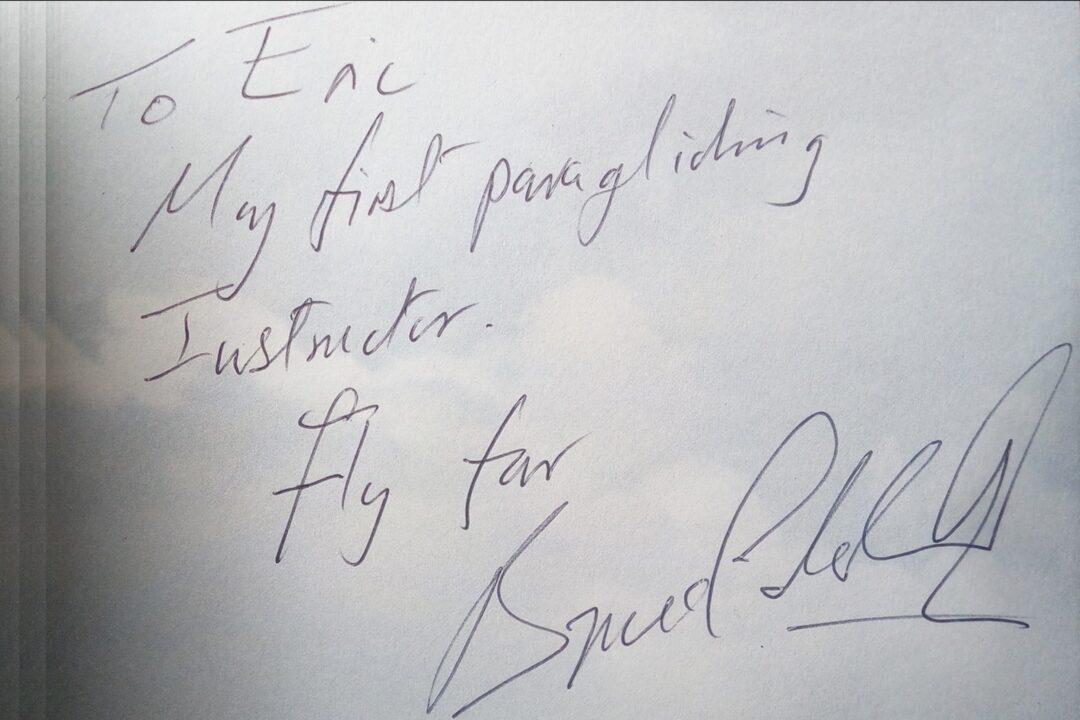 To Eric
My first paragliding
Instructor.
Fly far